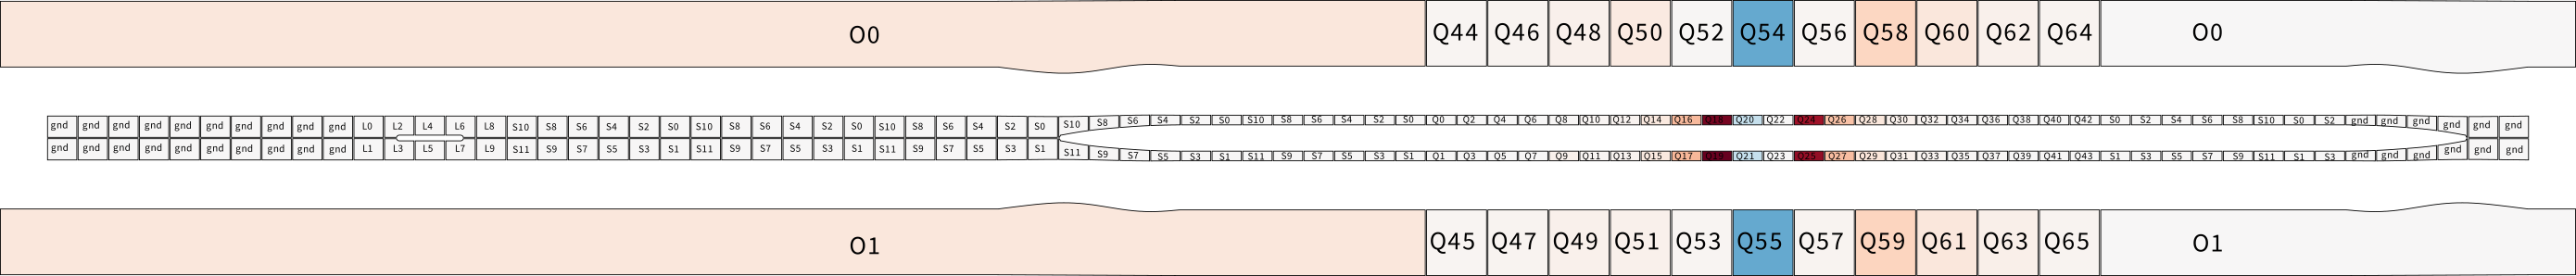 O0 Q44 Q46 Q48 Q50 Q52 Q54 Q56 Q58 Q60 Q62 Q64 O0
gnd gnd gnd gnd gnd gnd gnd gnd gnd gnd L0 L2 L4 L6 L8 S10 S8 S6 S4 S2 S0 S10 S8 S6 S4 S2 S0 S10 S8 S6 S4 S2 S0 S10 S8 S6 S4 S2 S0 S10 S8 S6 S4 S2 S0 Q0 Q2 Q4 Q6 Q8 Q10 Q12 Q14 Q16 Q18 Q20 Q22 Q24 Q26 Q28 Q30 Q32 Q34 Q36 Q38 Q40 Q42 S0 S2 S4 S6 S8 S10 S0 S2 gnd gnd gnd gnd gnd gnd
gnd gnd gnd gnd gnd gnd gnd gnd gnd gnd L1 L3 L5 L7 L9 S11 S9 S7 S5 S3 S1 S11 S9 S7 S5 S3 S1 S11 S9 S7 S5 S3 S1 S11 S9 S7 S5 S3 S1 S11 S9 S7 S5 S3 S1 Q1 Q3 Q5 Q7 Q9 Q11 Q13 Q15 Q17 Q19 Q21 Q23 Q25 Q27 Q29 Q31 Q33 Q35 Q37 Q39 Q41 Q43 S1 S3 S5 S7 S9 S11 S1 S3 gnd gnd gnd gnd gnd gnd
O1 Q45 Q47 Q49 Q51 Q53 Q55 Q57 Q59 Q61 Q63 Q65 O1